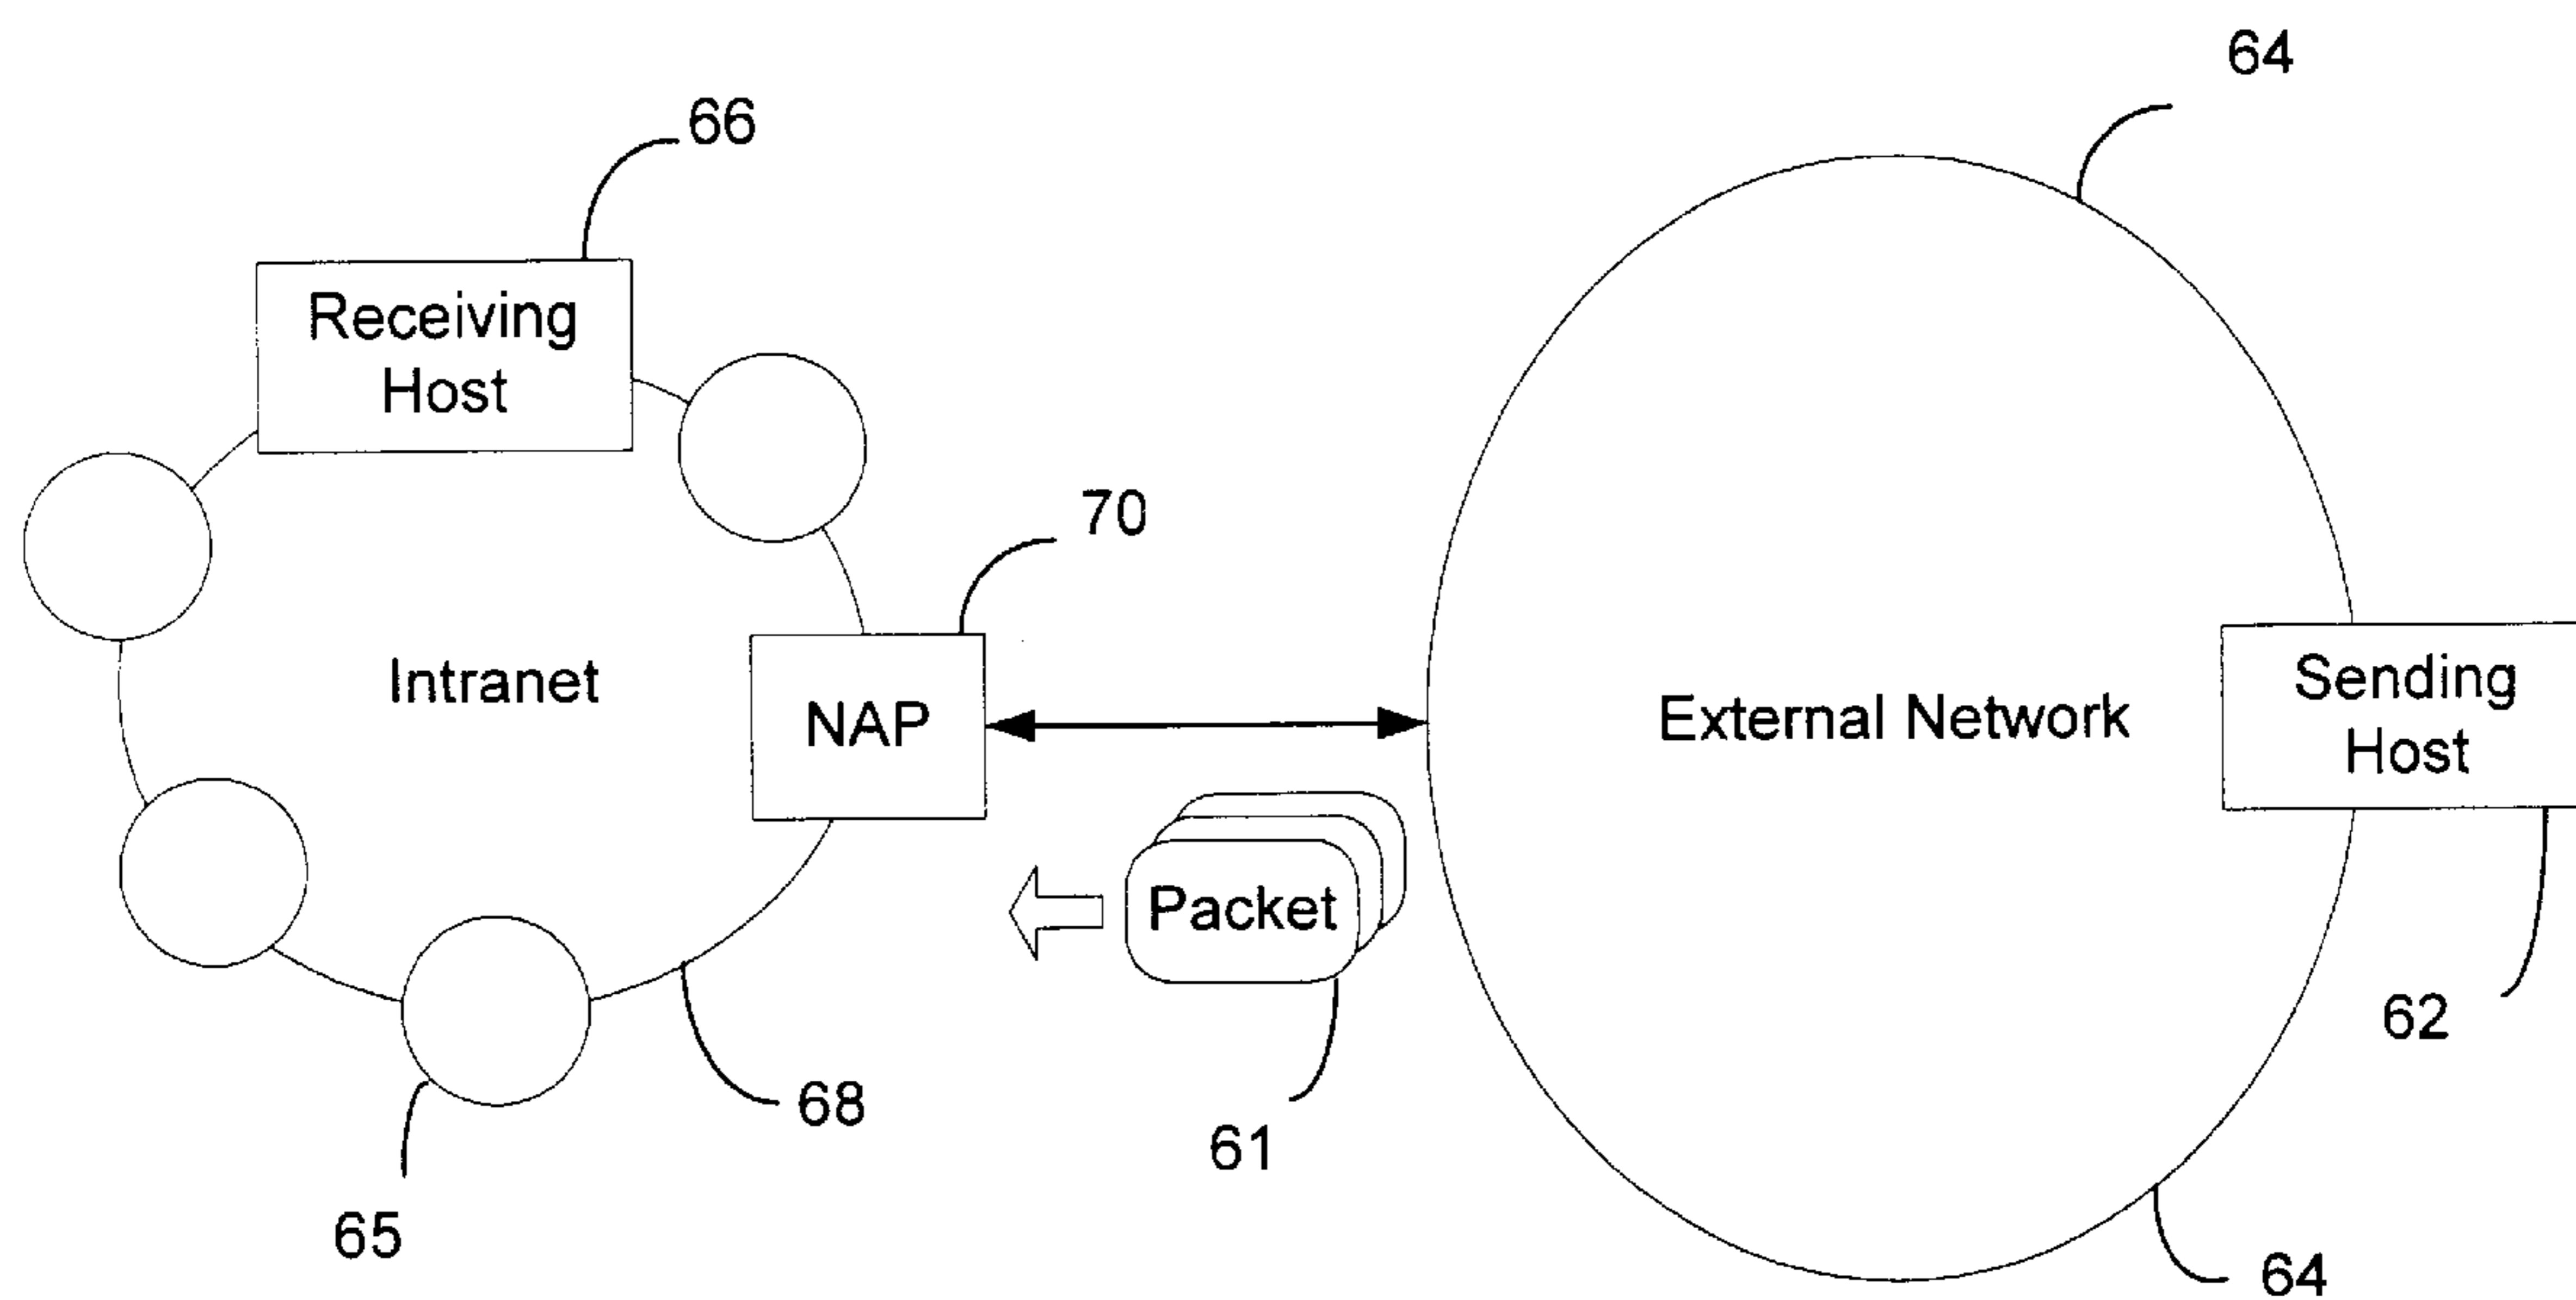 64
66
Receiving
Host
70
Intranet
NAP
External Network
Sending
Host
Packet
62
68
61
65
64